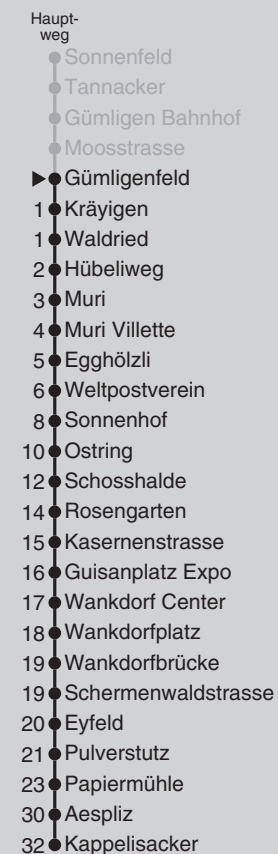 Haupt-
weg
Sonnenfeld
Tannacker
Gümligen Bahnhof
Moosstrasse
Gümligenfeld
1 Kräyigen
1 Waldried
2 Hübeliweg
3 Muri
4 Muri Villette
5 Egghölzli
6 Weltpostverein
8 Sonnenhof
10 Ostring
12 Schosshalde
14 Rosengarten
15 Kasernenstrasse
16 Guisanplatz Expo
17 Wankdorf Center
18 Wankdorfplatz
19 Wankdorfbrücke
19 Schermenwaldstrasse
20 Eyfeld
21 Pulverstutz
23 Papiermühle
30 Aespliz
32 Kappelisacker